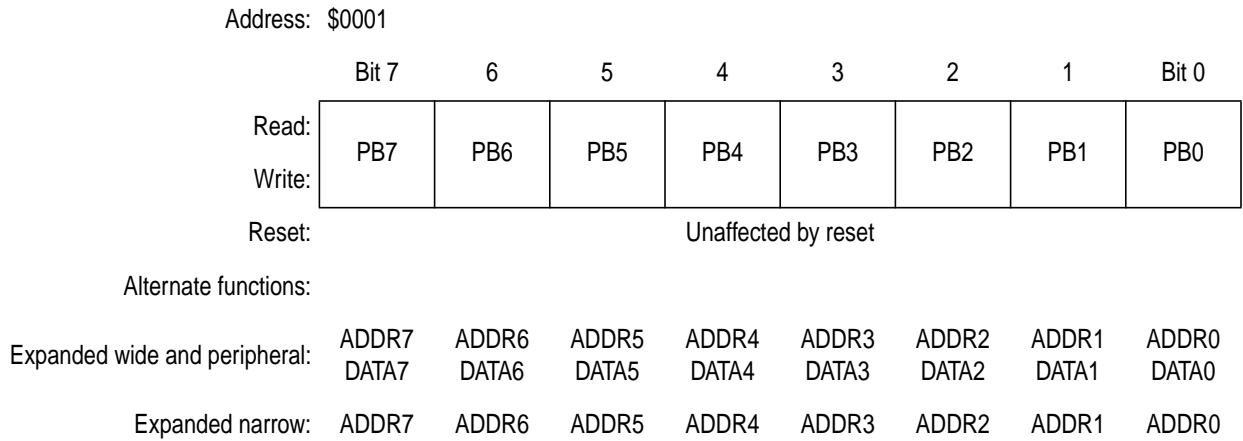 Address: $0001
Bit 7 6 5 4 3 2 1 Bit 0
Read:
PB7 PB6 PB5 PB4 PB3 PB2 PB1 PB0
Write:
Reset: Unaffected by reset
Alternate functions:
Expanded wide and peripheral: ADDR7 ADDR6 ADDR5 ADDR4 ADDR3 ADDR2 ADDR1 ADDR0
DATA7 DATA6 DATA5 DATA4 DATA3 DATA2 DATA1 DATA0
Expanded narrow: ADDR7 ADDR6 ADDR5 ADDR4 ADDR3 ADDR2 ADDR1 ADDR0